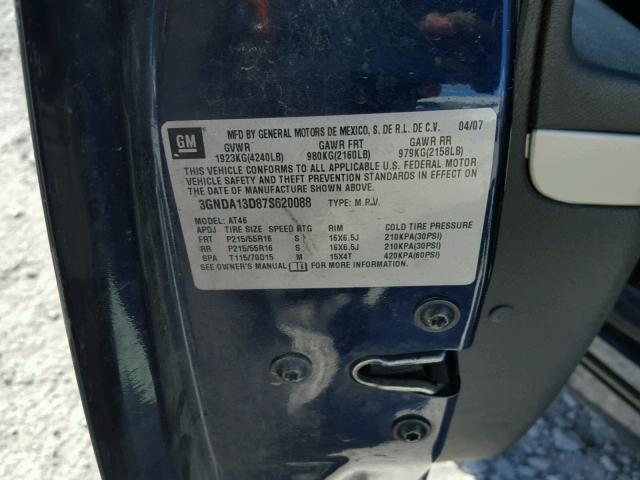 GM
MFD BY GENERAL MOTORS DE MEXICO, S. DE R.L. DE C.V. 04/07
GVWR GAWR FRT GAWR RR
1923KG(4240LB) 980KG(2160LB) 979KG(2158LB)
THIS VEHICLE CONFORMS TO ALL APPLICABLE U.S. FEDERAL MOTOR
VEHICLE SAFETY AND THEFT PREVENTION STANDARDS IN EFFECT ON
THE DATE OF MANUFACTURE SHOWN ABOVE.
3GNDA13D87S620088 TYPE: M.P.V.
MODEL: AT46
APDJ TIRE SIZE SPEED RTG RIM COLD TIRE PRESSURE
FRT P215/55R16 S 16X6.5J 210KPA(30PSI)
RR P215/55R16 S 16X6.5J 210KPA(30PSI)
SPA T115/70D15 M 15X4T 420KPA(60PSI)
SEE OWNER'S MANUAL FOR MORE INFORMATION.